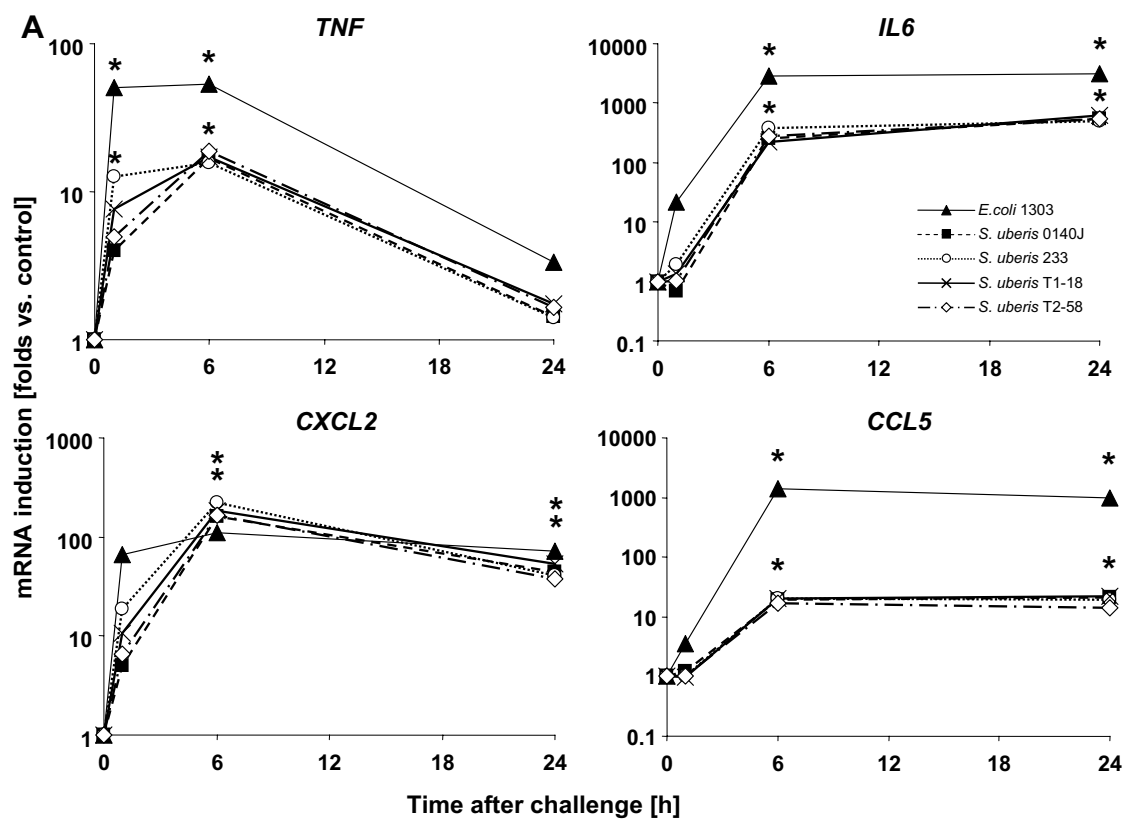 A
TNF
100
10
1
0 6 12 18 24
* * * *
IL6
10000
1000
100
10
1
0.1
0 6 12 18 24
* * * *
E.coli 1303
S. uberis 0140J
S. uberis 233
S. uberis T1-18
S. uberis T2-58
CXCL2
1000
100
10
1
0 6 12 18 24
* * * *
CCL5
10000
1000
100
10
1
0.1
0 6 12 18 24
* * * *
mRNA induction [folds vs. control]
Time after challenge [h]